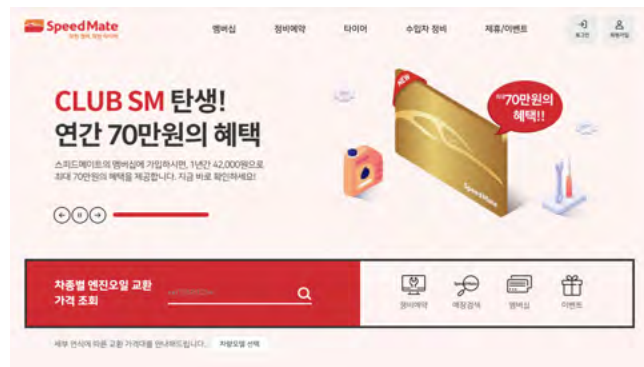 SpeedMate
멤버십 정비예약 타이어 수입차 정비 제휴/이벤트
로그인 회원가입
CLUB SM 탄생!
연간 70만원의 혜택
스피드메이트의 멤버십에 가입하시면, 1년간 42,000원으로
최대 70만원의 혜택을 제공합니다. 지금 바로 확인하세요!
NEW
최대 70만원의
혜택!!
SpeedMate
차종별 엔진오일 교환
가격 조회
정비예약 매장검색 멤버십 이벤트
세부 연식에 따른 교환 가격대를 안내해드립니다. 차량모델 선택